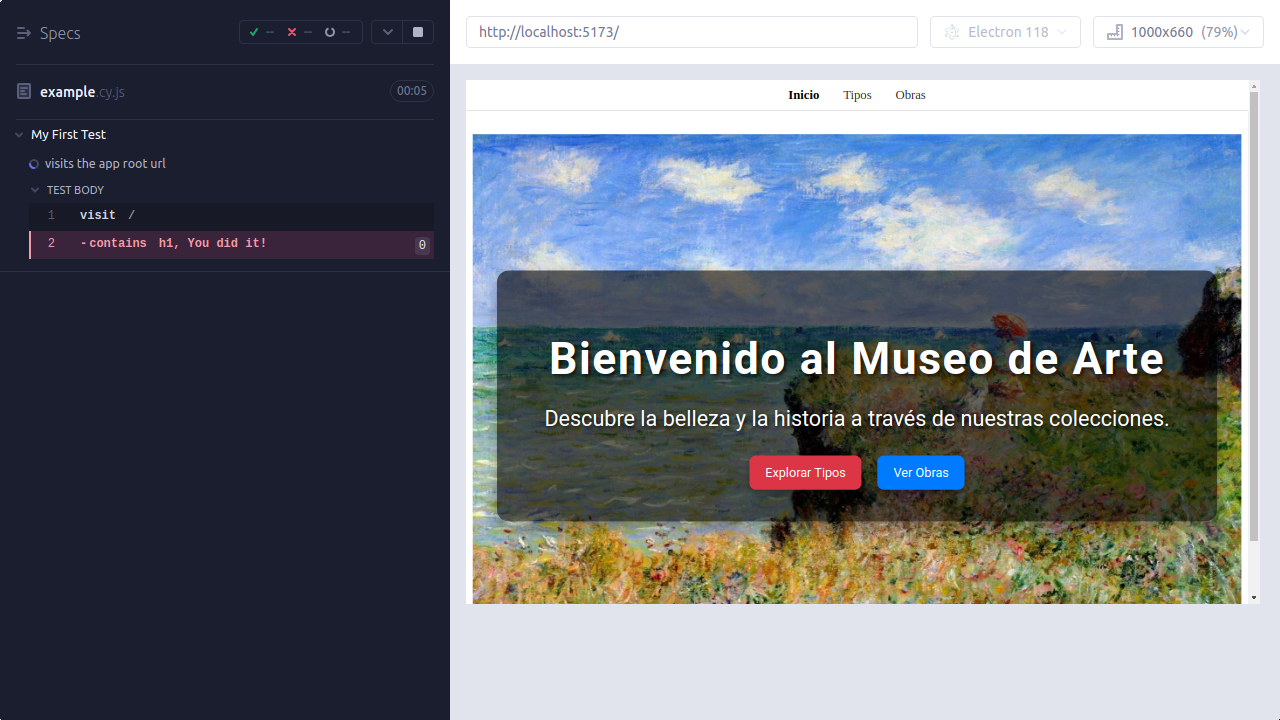 Specs
-- -- --
example.cy.js
00:05
My First Test
visits the app root url
TEST BODY
1 visit /
2 -contains h1, You did it! 0
http://localhost:5173/
Electron 118
1000x660 (79%)
Inicio Tipos Obras
Bienvenido al Museo de Arte
Descubre la belleza y la historia a través de nuestras colecciones.
Explorar Tipos Ver Obras